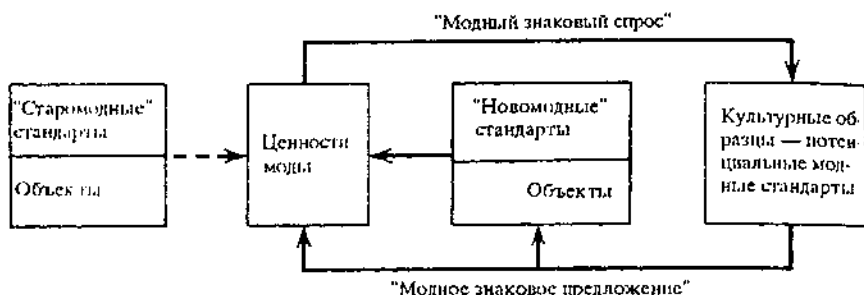 "Модный знаковый спрос"
"Старомодные"
стандарты
Объекты
Ценности
моды
"Новомодные"
стандарты
Объекты
Культурные об-
разцы — потен-
циальные мод-
ные стандарты
"Модное знаковое предложение"